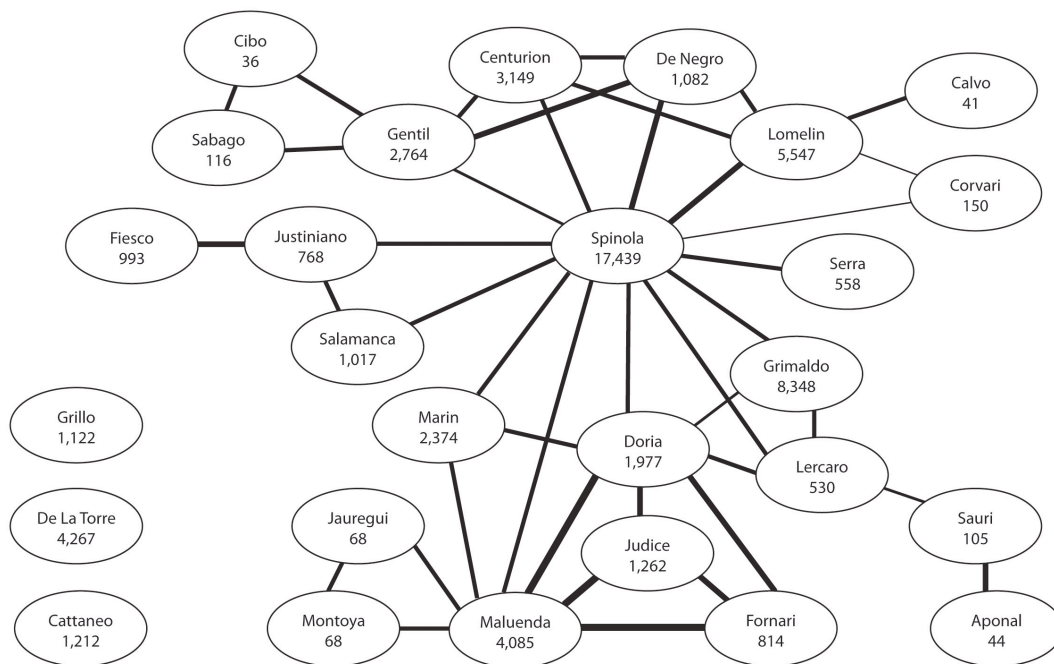 Cibo
36
Centurion
3,149
De Negro
1,082
Calvo
41
Sabago
116
Gentil
2,764
Lomelin
5,547
Corvari
150
Fiesco
993
Justiniano
768
Spinola
17,439
Serra
558
Salamanca
1,017
Grimaldo
8,348
Grillo
1,122
Marin
2,374
Doria
1,977
Lercaro
530
De La Torre
4,267
Jauregui
68
Judice
1,262
Sauri
105
Cattaneo
1,212
Montoya
68
Maluenda
4,085
Fornari
814
Aponal
44